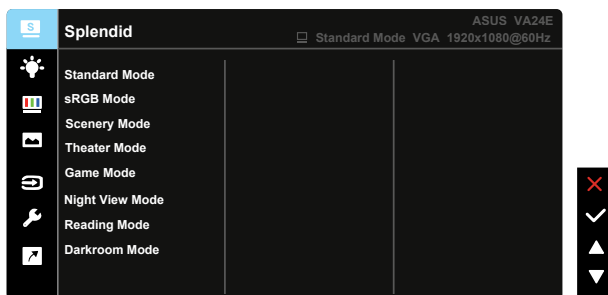 S
Splendid
ASUS VA24E
Standard Mode VGA 1920x1080@60Hz
Standard Mode
sRGB Mode
Scenery Mode
Theater Mode
Game Mode
Night View Mode
Reading Mode
Darkroom Mode